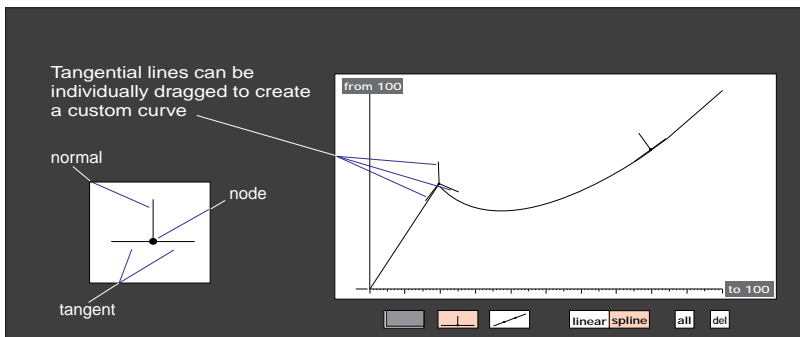 Tangential lines can be
individually dragged to create
a custom curve
normal
node
tangent
from 100
to 100
linear spline all del